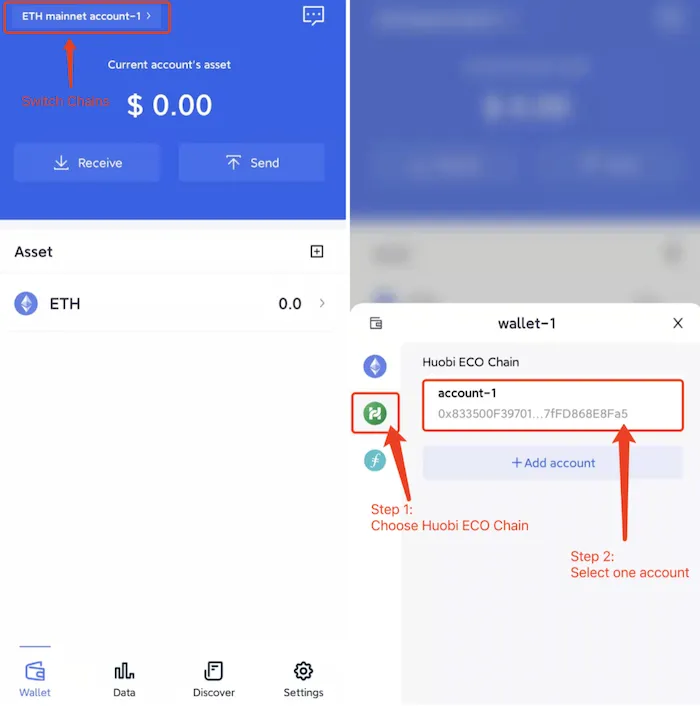 ETH mainnet account-1
Switch Chains
Current account's asset
$ 0.00
Receive
Send
Asset
ETH
0.0
Wallet
Data
Discover
Settings
wallet-1
X
Huobi ECO Chain
account-1
0x833500F39701...7fFD868E8Fa5
+Add account
Step 1:
Choose Huobi ECO Chain
Step 2:
Select one account